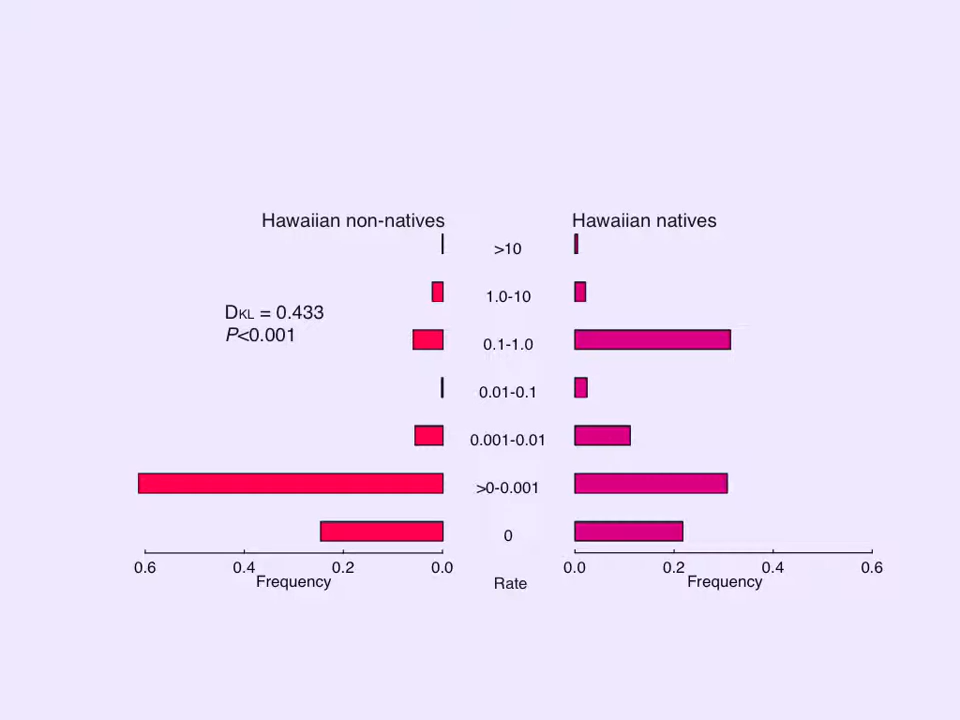 Hawaiian non-natives
Hawaiian natives
>10
1.0-10
DKL = 0.433
P<0.001
0.1-1.0
0.01-0.1
0.001-0.01
>0-0.001
0
0.6 0.4 0.2 0.0
0.0 0.2 0.4 0.6
Frequency
Rate
Frequency